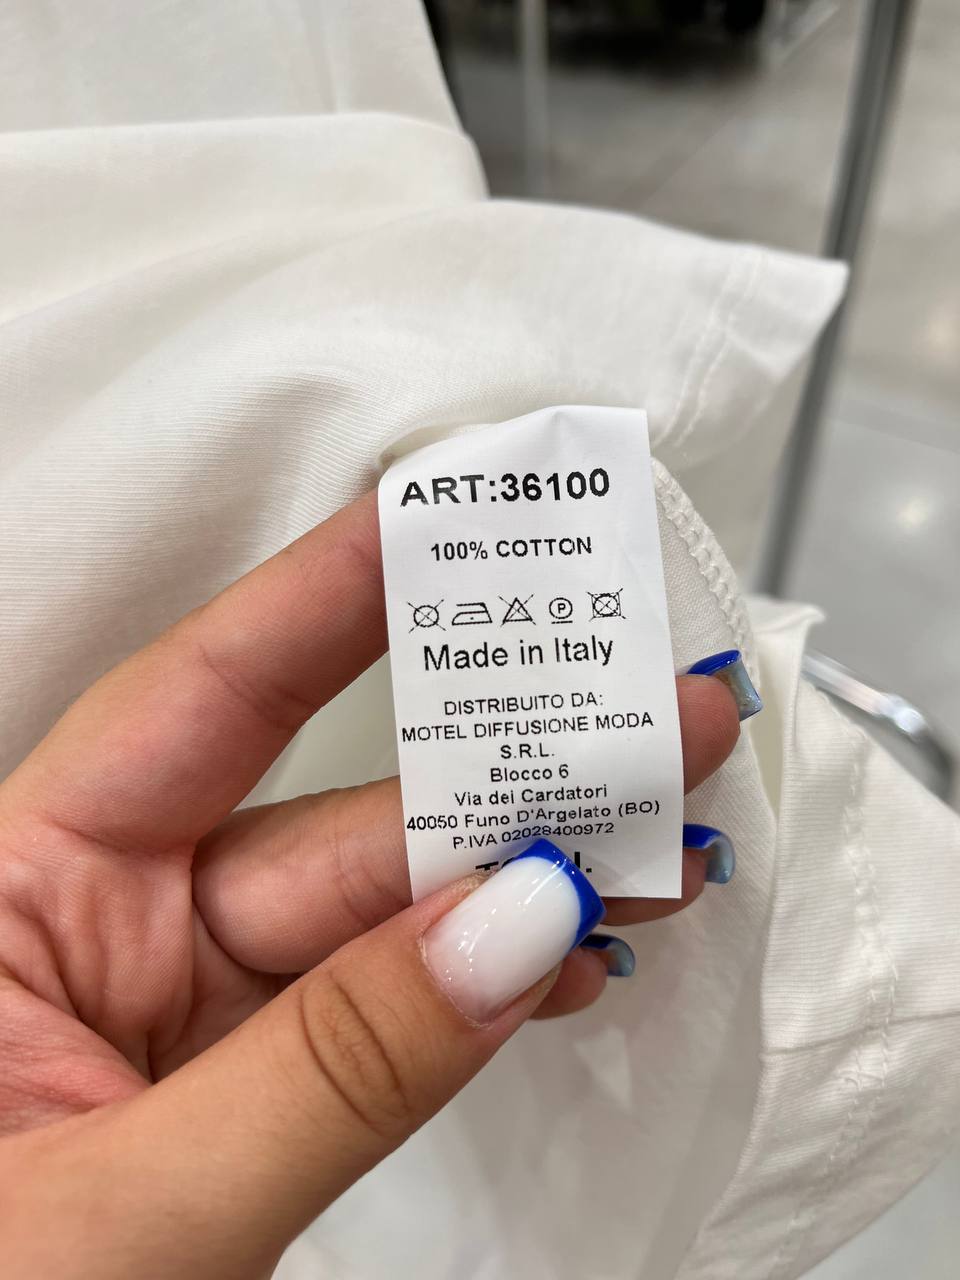 ART:36100
100% COTTON
P
Made in Italy
DISTRIBUITO DA:
MOTEL DIFFUSIONE MODA
S.R.L.
Blocco 6
Via dei Cardatori
40050 Funo D'Argelato (BO)
P.IVA 02028400972